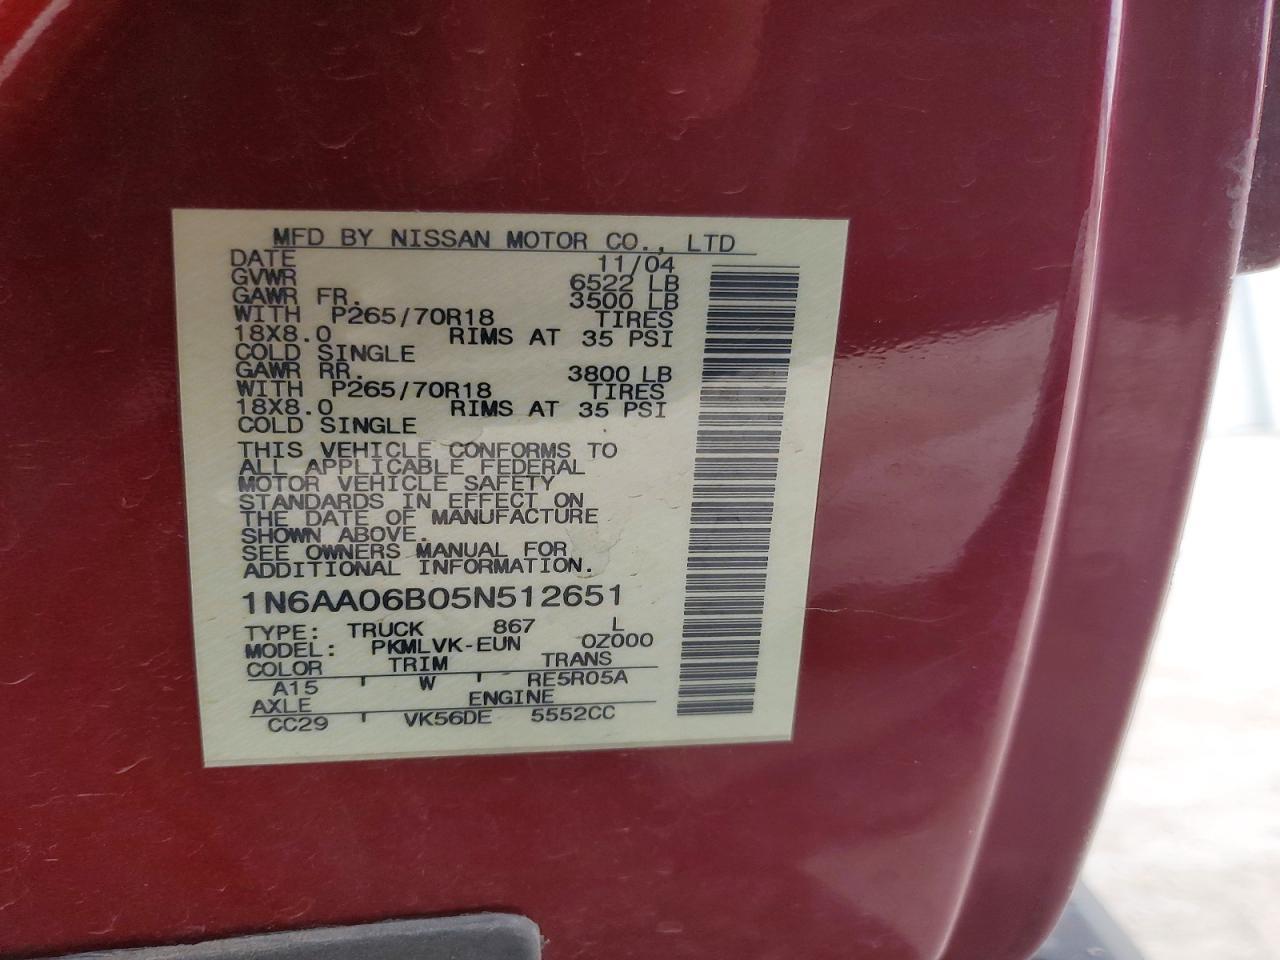 MFD BY NISSAN MOTOR CO., LTD
DATE 11/04
GVWR 6522 LB
GAWR FR. 3500 LB
WITH P265/70R18 TIRES
18X8.0 RIMS AT 35 PSI
COLD SINGLE
GAWR RR. 3800 LB
WITH P265/70R18 TIRES
18X8.0 RIMS AT 35 PSI
COLD SINGLE
THIS VEHICLE CONFORMS TO
ALL APPLICABLE FEDERAL
MOTOR VEHICLE SAFETY
STANDARDS IN EFFECT ON
THE DATE OF MANUFACTURE
SHOWN ABOVE.
SEE OWNERS MANUAL FOR
ADDITIONAL INFORMATION.
1N6AA06B05N512651
TYPE: TRUCK 867 L
MODEL: PKMLVK-EUN 0Z000
COLOR TRIM TRANS
A15 W RE5R05A
AXLE ENGINE
CC29 VK56DE 5552CC